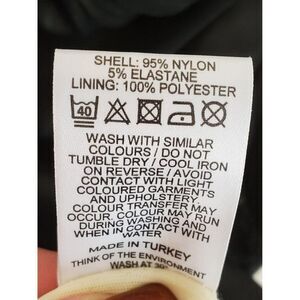 SHELL: 95% NYLON
5% ELASTANE
LINING: 100% POLYESTER
40
WASH WITH SIMILAR
COLOURS / DO NOT
TUMBLE DRY / COOL IRON
ON REVERSE / AVOID
CONTACT WITH LIGHT
COLOURED GARMENTS
AND UPHOLSTERY.
COLOUR TRANSFER MAY
OCCUR. COLOUR MAY RUN
DURING WASHING AND
WHEN IN CONTACT
WITH WATER
MADE IN TURKEY
THINK OF THE ENVIRONMENT
WASH AT 30°